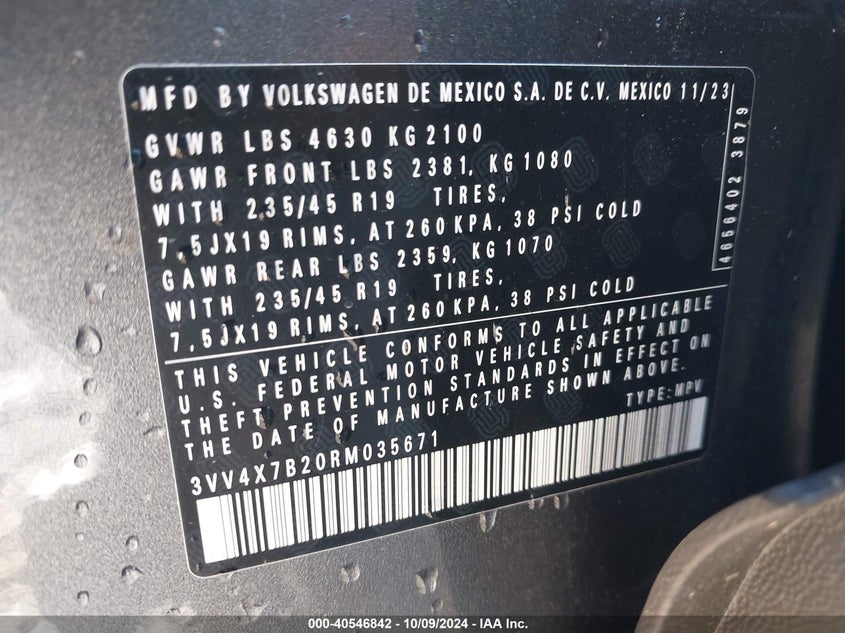 MFD BY VOLKSWAGEN DE MEXICO S.A. DE C.V. MEXICO 11/23
GVWR LBS 4630 KG 2100
GAWR FRONT LBS 2381, KG 1080
WITH 235/45 R19 TIRES,
7,5JX19 RIMS, AT 260 KPA, 38 PSI COLD
GAWR REAR LBS 2359, KG 1070
WITH 235/45 R19 TIRES,
7,5JX19 RIMS, AT 260 KPA, 38 PSI COLD
4656402 3879
THIS VEHICLE CONFORMS TO ALL APPLICABLE
U.S. FEDERAL MOTOR VEHICLE SAFETY AND
THEFT PREVENTION STANDARDS IN EFFECT ON
THE DATE OF MANUFACTURE SHOWN ABOVE.
TYPE: MPV
3VV4X7B20RM035671
000-40546842 - 10/09/2024 - IAA Inc.